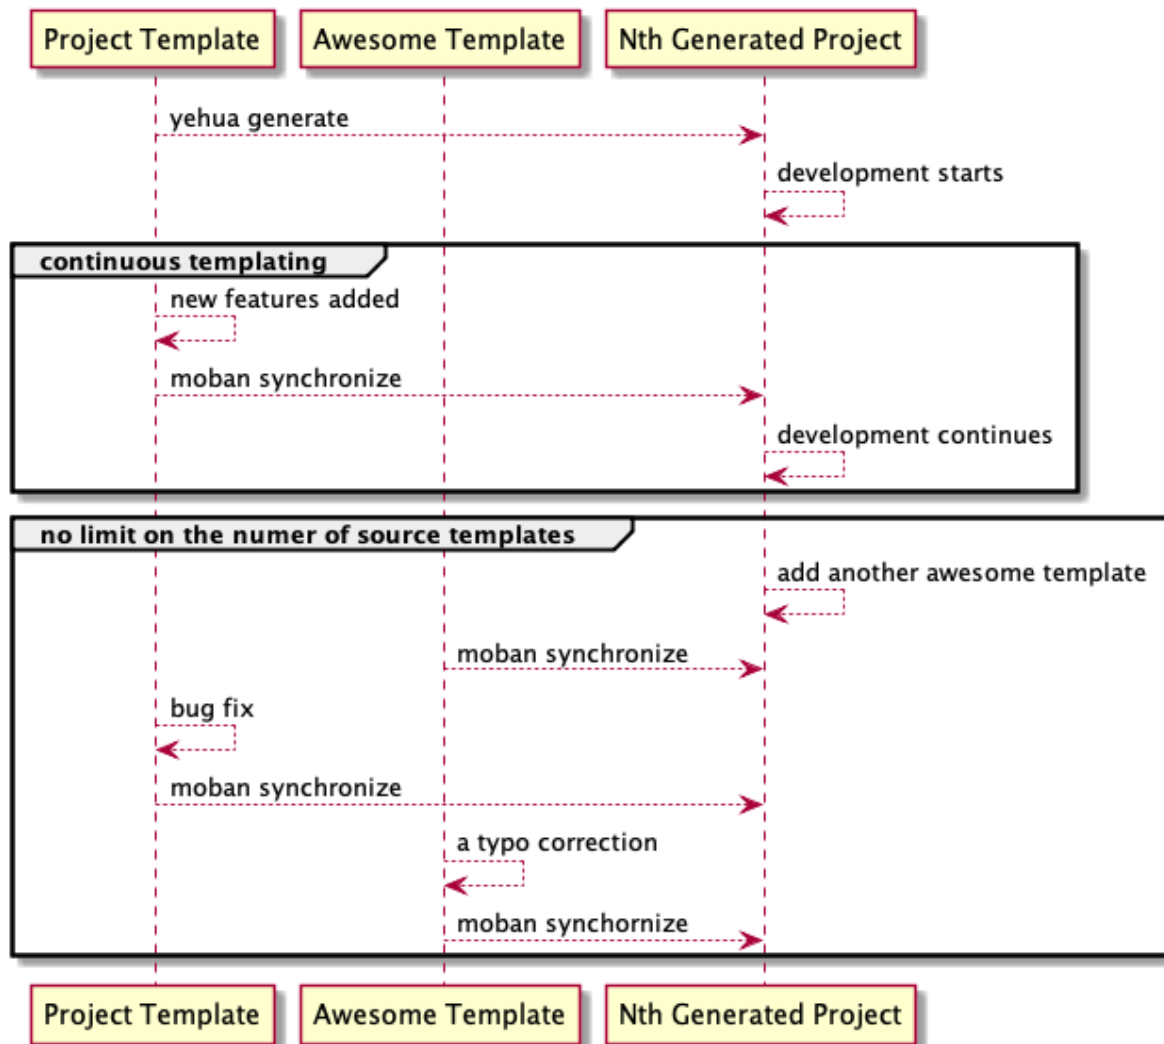 Project Template
Awesome Template
Nth Generated Project
yehua generate
development starts
continuous templating
new features added
moban synchronize
development continues
no limit on the numer of source templates
add another awesome template
moban synchronize
bug fix
moban synchronize
a typo correction
moban synchornize
Project Template
Awesome Template
Nth Generated Project